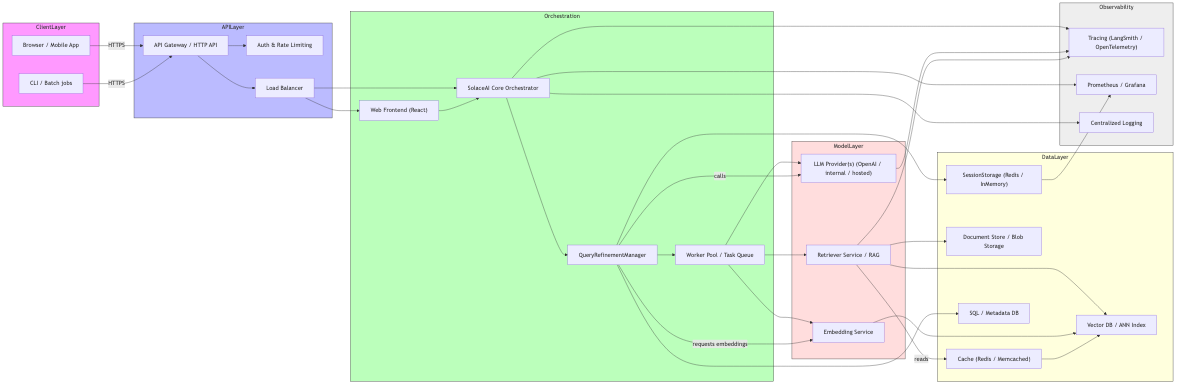 ClientLayer
Browser / Mobile App
CLI / Batch jobs
HTTPS
HTTPS
APILayer
API Gateway / HTTP API
Auth & Rate Limiting
Load Balancer
Orchestration
Web Frontend (React)
SolaceAI Core Orchestrator
QueryRefinementManager
Worker Pool / Task Queue
calls
requests embeddings
ModelLayer
LLM Provider(s) (OpenAI /
internal / hosted)
Retriever Service / RAG
Embedding Service
reads
Observability
Tracing (LangSmith /
OpenTelemetry)
Prometheus / Grafana
Centralized Logging
DataLayer
SessionStorage (Redis /
InMemory)
Document Store / Blob
Storage
SQL / Metadata DB
Vector DB / ANN Index
Cache (Redis / Memcached)